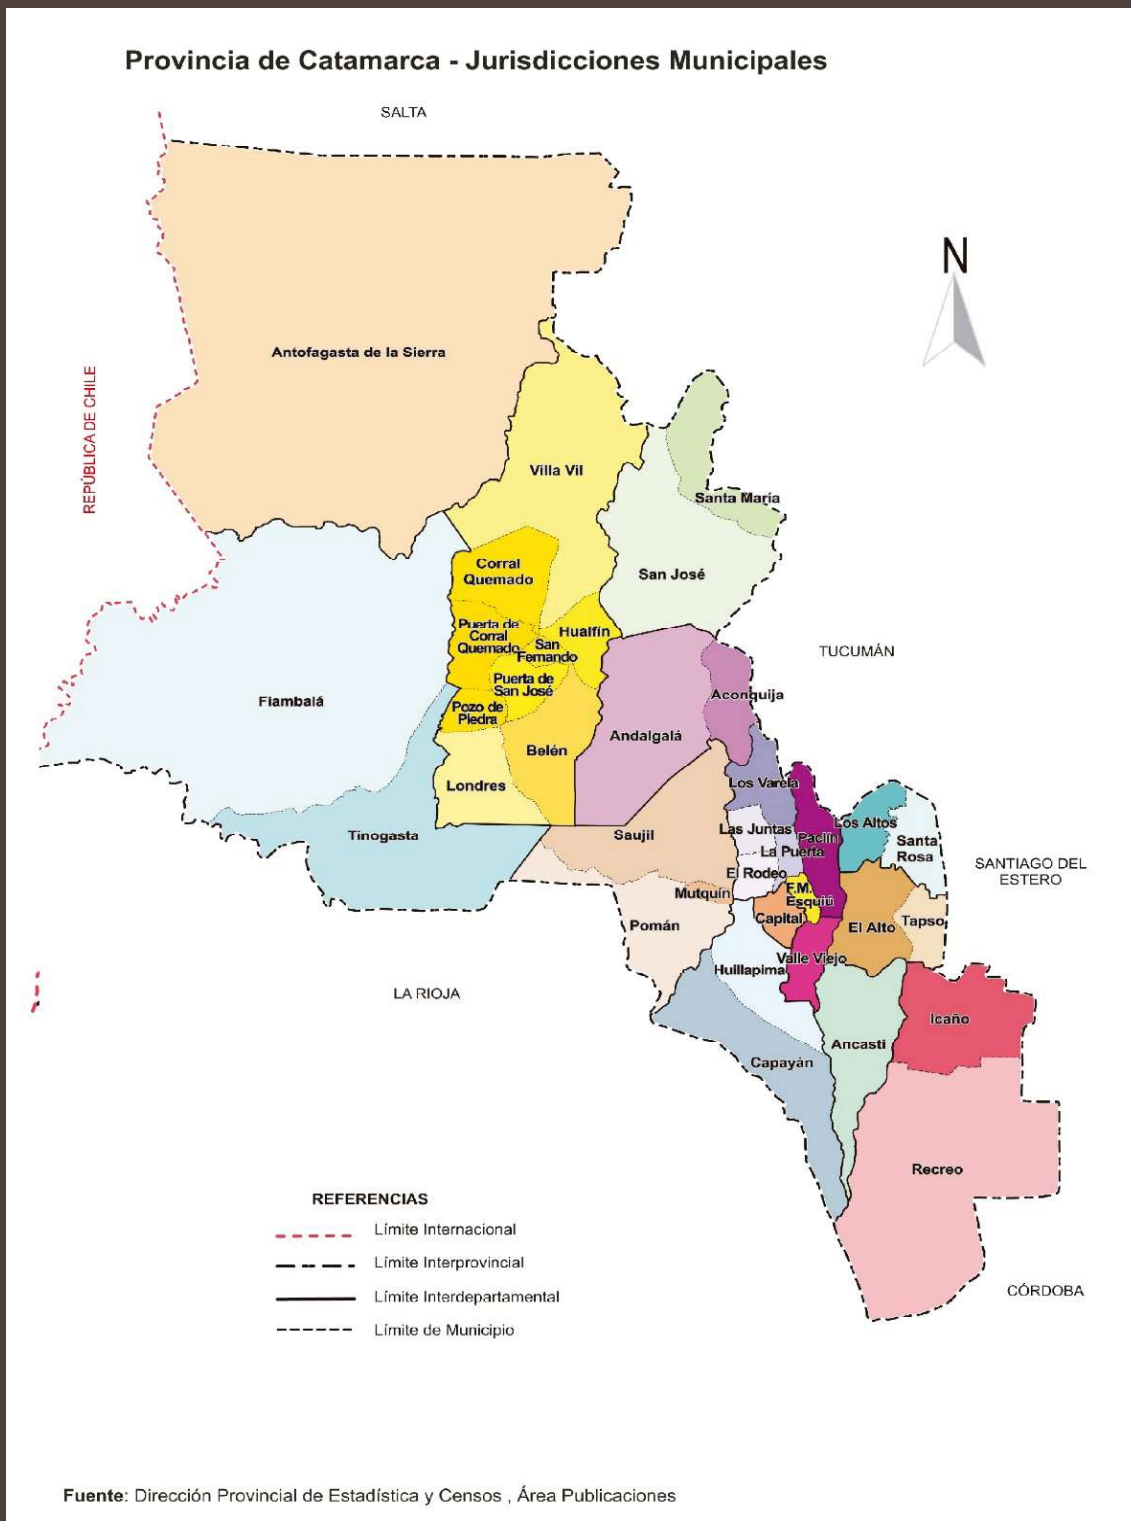 Provincia de Catamarca - Jurisdicciones Municipales
SALTA
N
REPÚBLICA DE CHILE
Antofagasta de la Sierra
Villa Vil
Santa María
San José
Corral
Quemado
Puerta de
Corral
Quemado
Hualfín
San
Fernando
Puerta de
San José
Pozo de
Piedra
TUCUMÁN
Fiambalá
Aconquija
Andalgalá
Belén
Londres
Los Varela
Tinogasta
Saujil
Las Juntas
Paclín
Los Altos
La Puerta
Santa
Rosa
El Rodeo
SANTIAGO DEL
ESTERO
Mutquín
F.M.
Esquiú
Capital
Pomán
El Alto
Tapso
Valle Viejo
Huillapima
LA RIOJA
Icaño
Ancasti
Capayán
Recreo
CÓRDOBA
REFERENCIAS
Límite Internacional
Límite Interprovincial
Límite Interdepartamental
Límite de Municipio
Fuente: Dirección Provincial de Estadística y Censos , Área Publicaciones